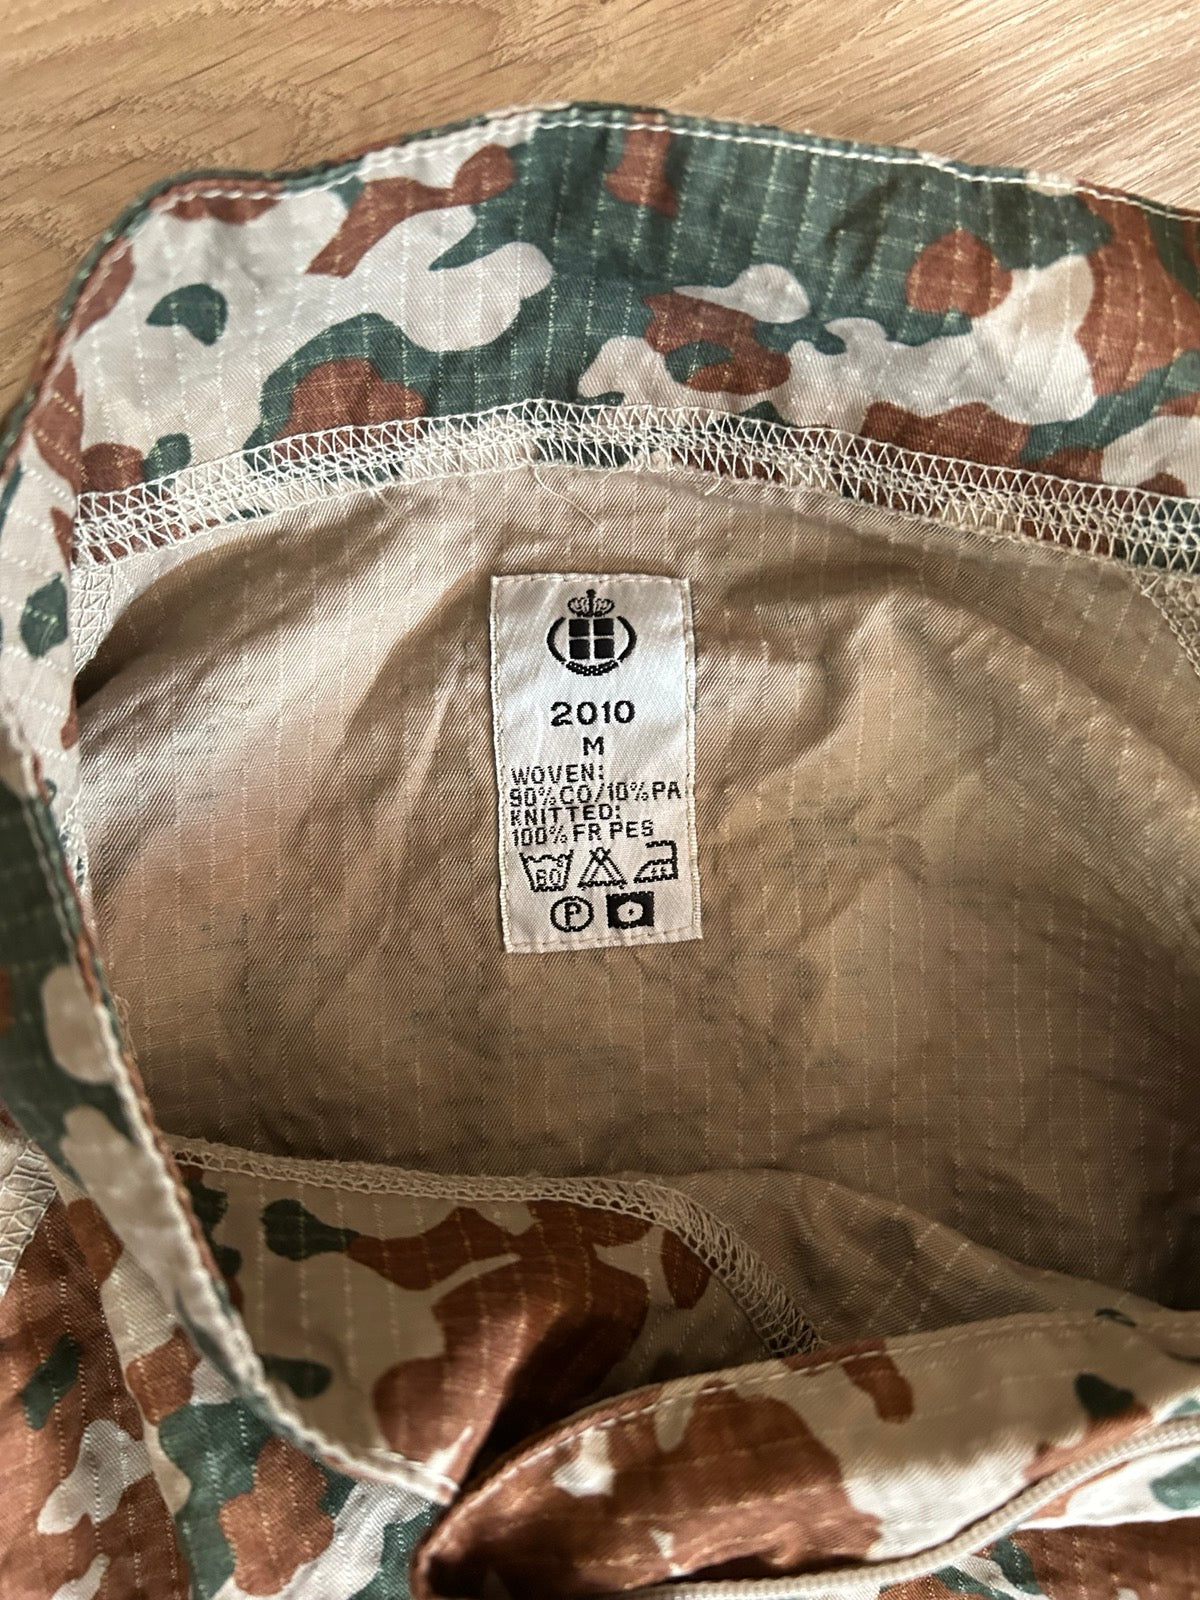 2010
M
WOVEN:
90%CO/10%PA
KNITTED:
100% FR PES
60
P